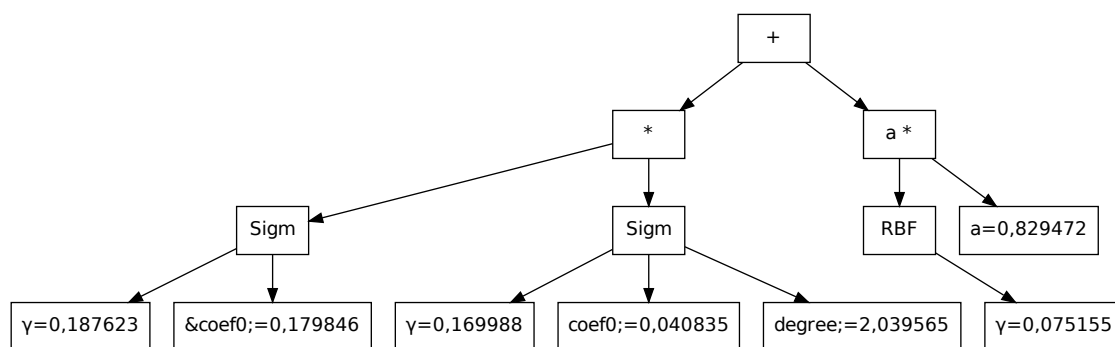 +
*
a *
Sigm
Sigm
RBF
a=0,829472
γ=0,187623
&coef0;=0,179846
γ=0,169988
coef0;=0,040835
degree;=2,039565
γ=0,075155